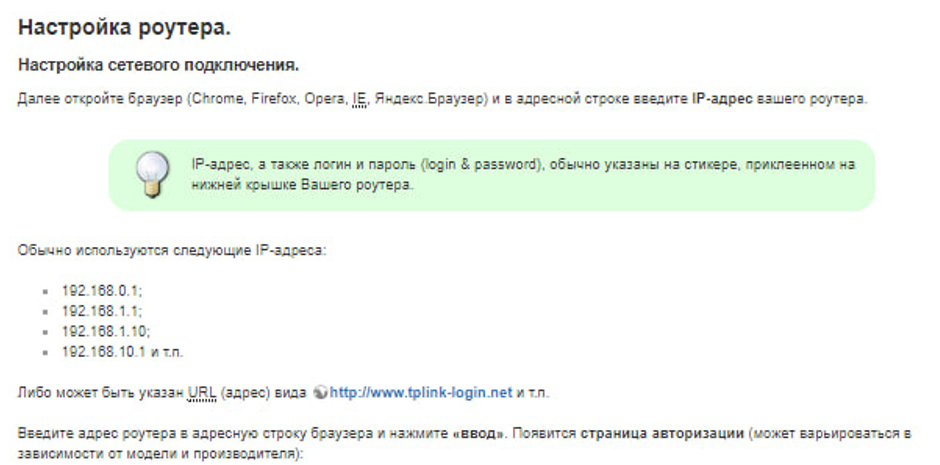 Настройка роутера.
Настройка сетевого подключения.
Далее откройте браузер (Chrome, Firefox, Opera, IE, Яндекс.Браузер) и в адресной строке введите IP-адрес вашего роутера.
IP-адрес, а также логин и пароль (login & password), обычно указаны на стикере, приклеенном на
нижней крышке Вашего роутера.
Обычно используются следующие IP-адреса:
192.168.0.1;
192.168.1.1;
192.168.1.10;
192.168.10.1 и т.п.
Либо может быть указан URL (адрес) вида http://www.tplink-login.net и т.п.
Введите адрес роутера в адресную строку браузера и нажмите «ввод». Появится страница авторизации (может варьироваться в
зависимости от модели и производителя):